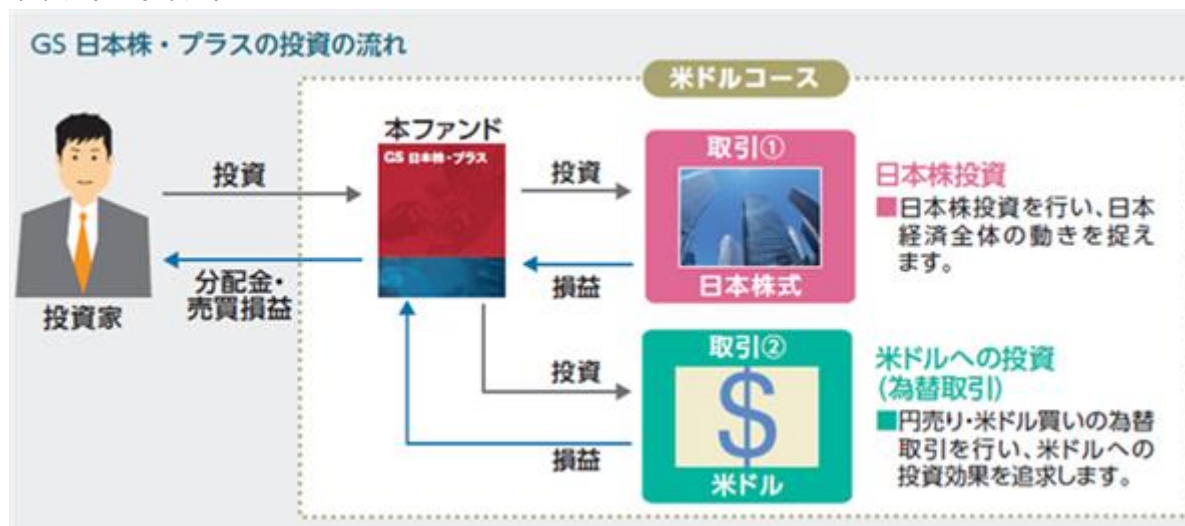 GS 日本株・プラスの投資の流れ
米ドルコース
本ファンド
GS 日本株・プラス
投資
分配金・
売買損益
投資家
投資
損益
取引①
日本株式
日本株投資
■日本株投資を行い、日本
経済全体の動きを捉え
ます。
投資
損益
取引②
$
米ドル
米ドルへの投資
(為替取引)
■円売り・米ドル買いの為替
取引を行い、米ドルへの
投資効果を追求します。